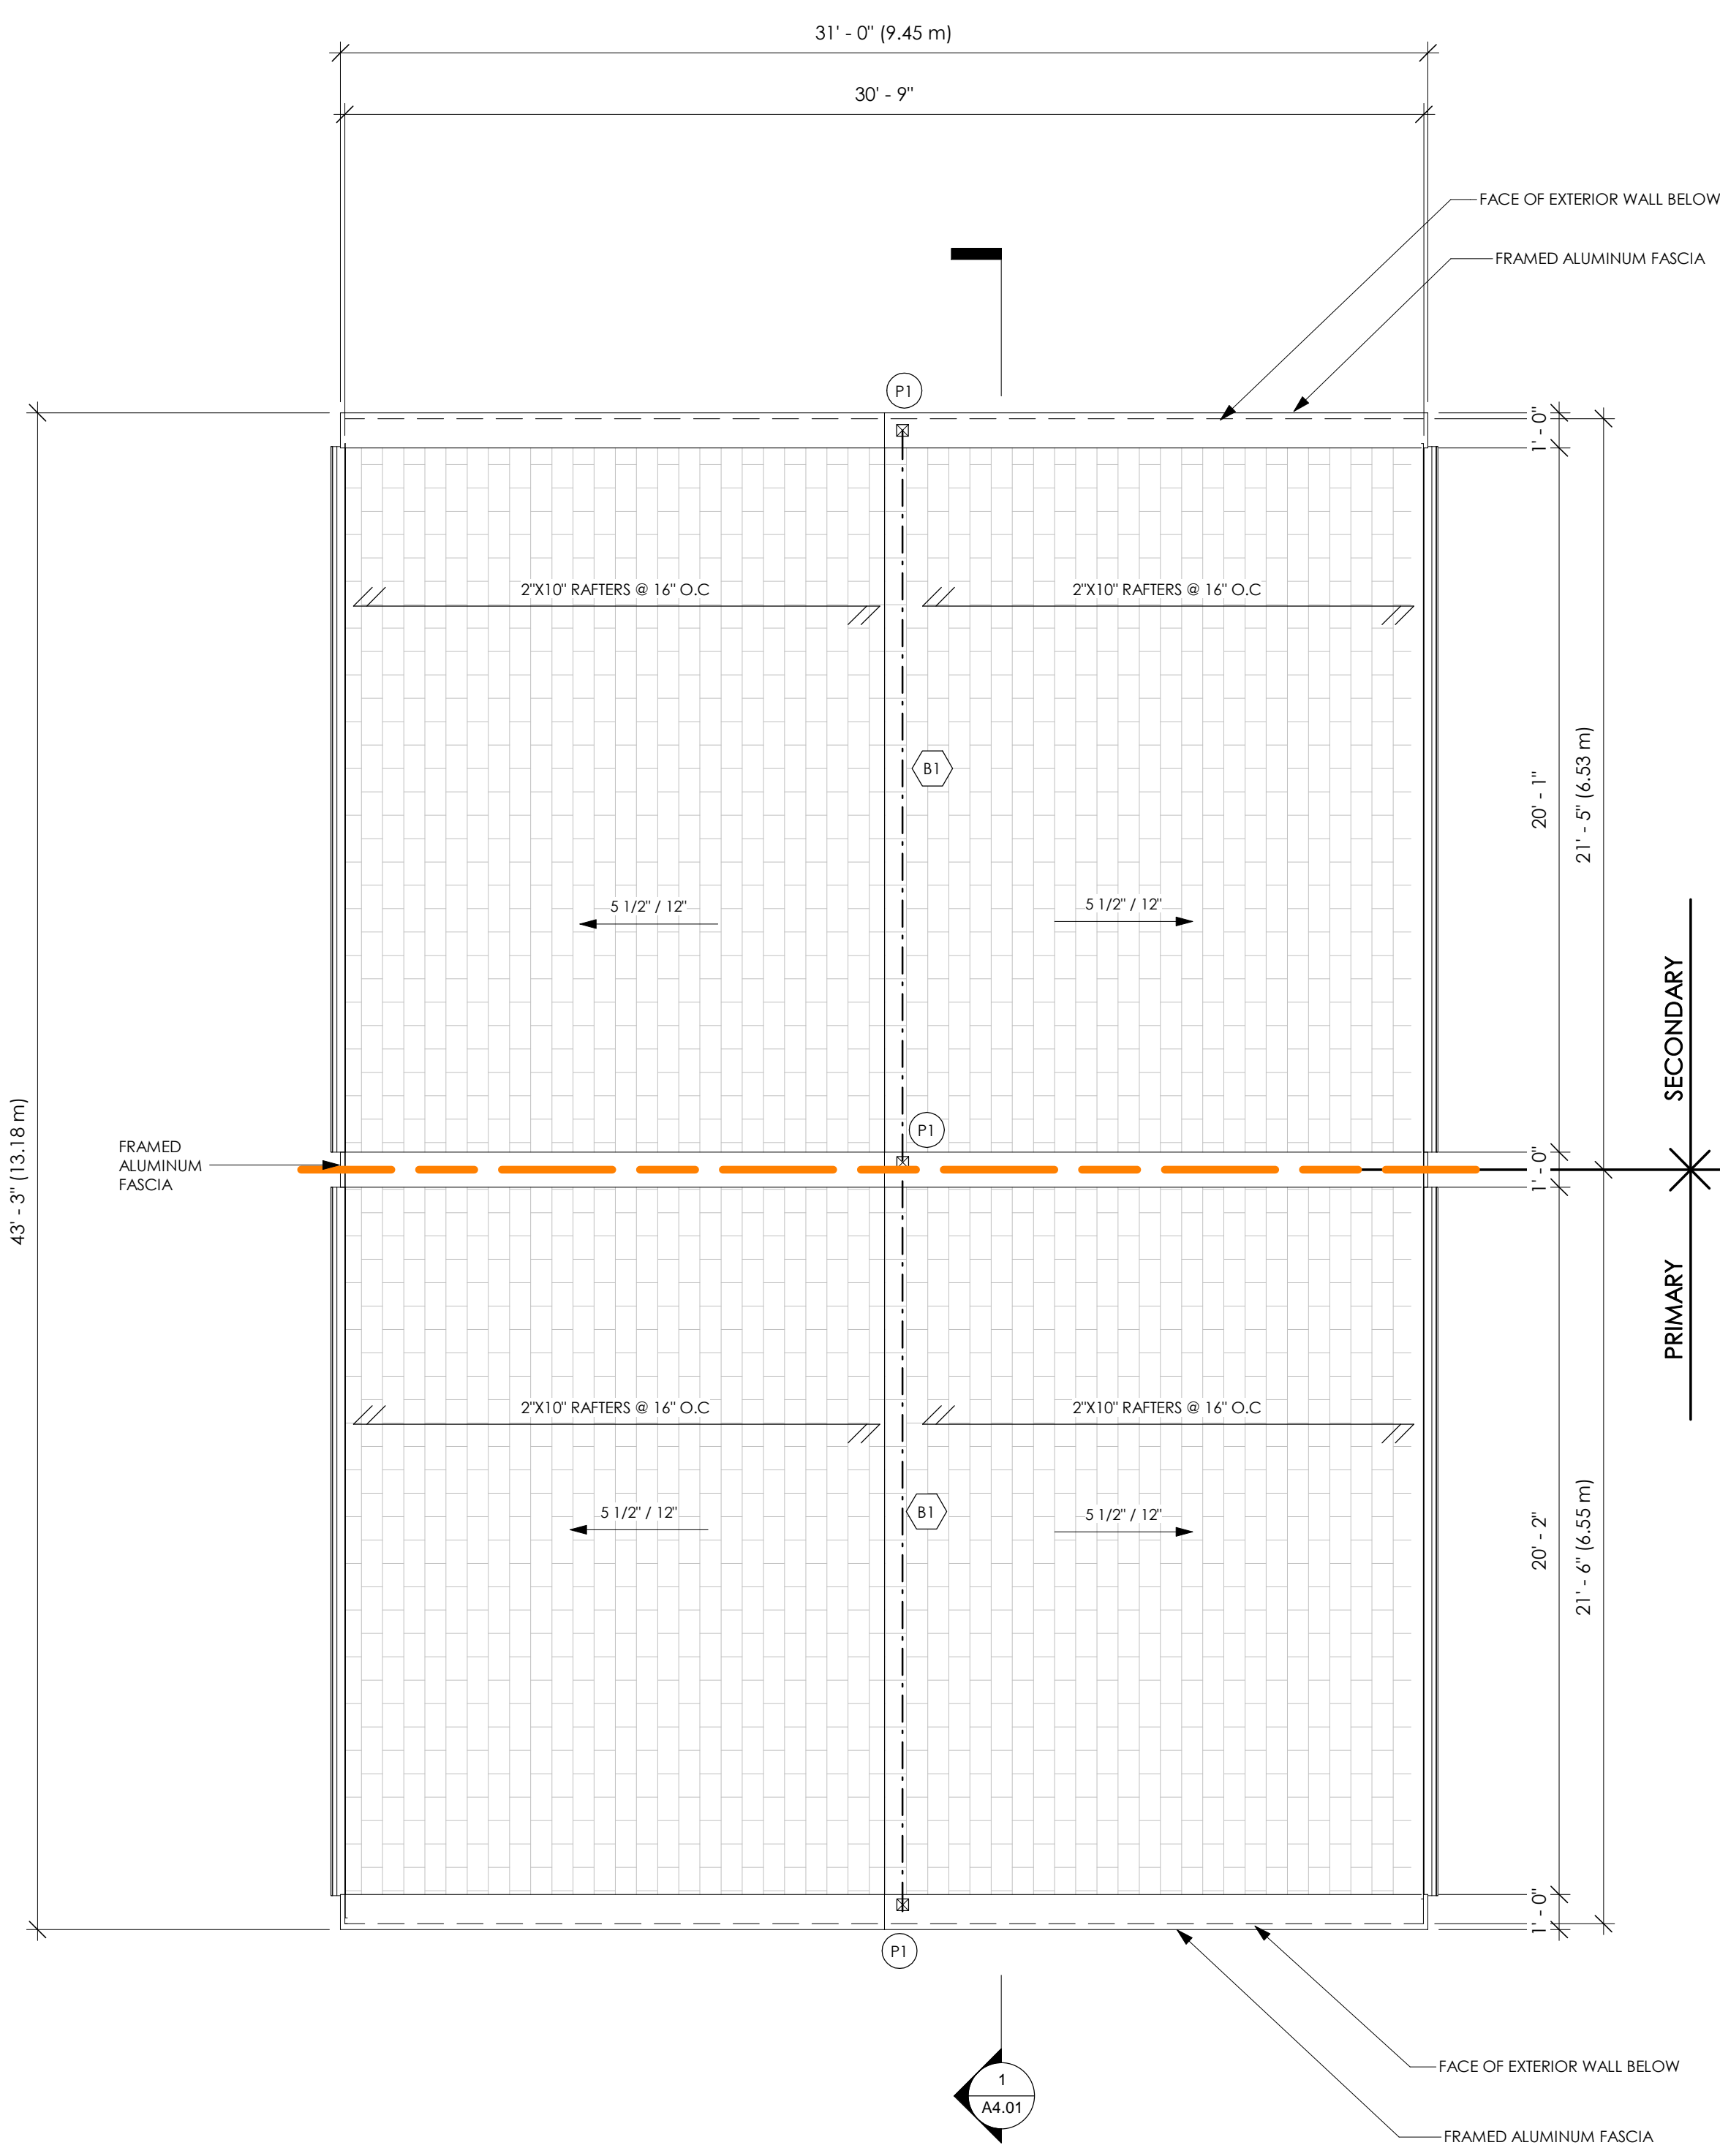 31' - 0" (9.45 m)
30' - 9"
FACE OF EXTERIOR WALL BELOW
FRAMED ALUMINUM FASCIA
P1
1' - 0"
2"X10" RAFTERS @ 16" O.C
2"X10" RAFTERS @ 16" O.C
B1
20' - 1"
21' - 5" (6.53 m)
5 1/2" / 12"
5 1/2" / 12"
SECONDARY
43' - 3" (13.18 m)
P1
FRAMED
ALUMINUM
FASCIA
1' - 0"
PRIMARY
2"X10" RAFTERS @ 16" O.C
2"X10" RAFTERS @ 16" O.C
5 1/2" / 12"
B1
5 1/2" / 12"
20' - 2"
21' - 6" (6.55 m)
1' - 0"
P1
FACE OF EXTERIOR WALL BELOW
1
A4.01
FRAMED ALUMINUM FASCIA